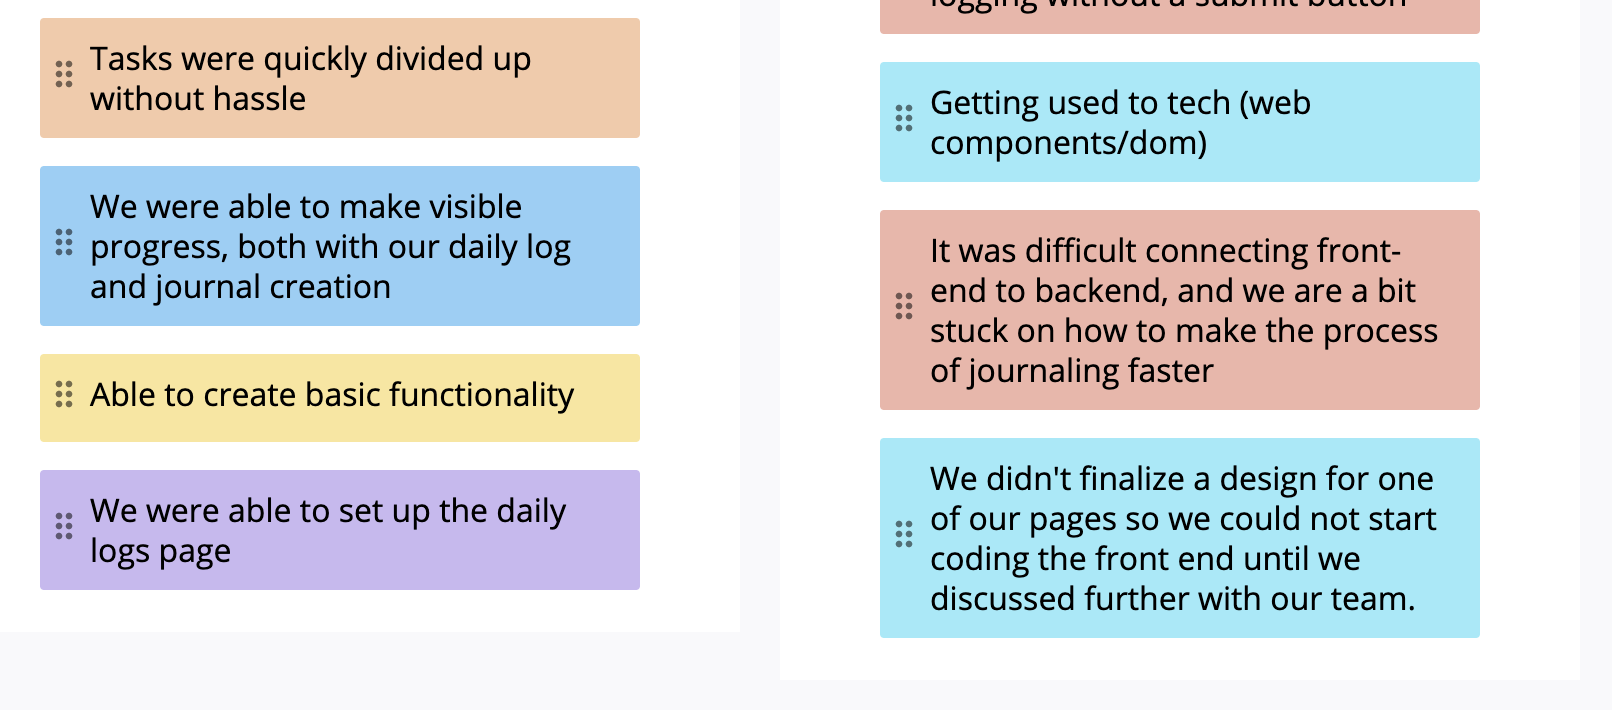 Tasks were quickly divided up
without hassle
We were able to make visible
progress, both with our daily log
and journal creation
Able to create basic functionality
We were able to set up the daily
logs page
logging without a submit button
Getting used to tech (web
components/dom)
It was difficult connecting front-
end to backend, and we are a bit
stuck on how to make the process
of journaling faster
We didn't finalize a design for one
of our pages so we could not start
coding the front end until we
discussed further with our team.